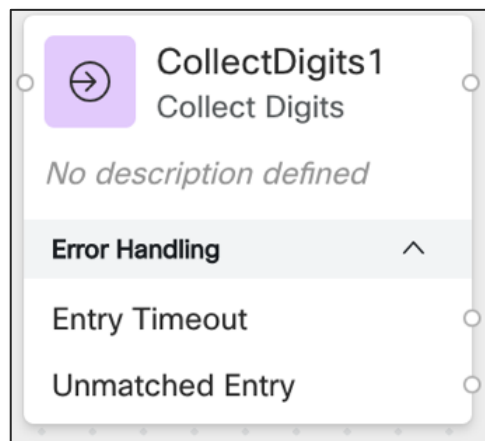 CollectDigits1
Collect Digits
No description defined
Error Handling
Entry Timeout
Unmatched Entry